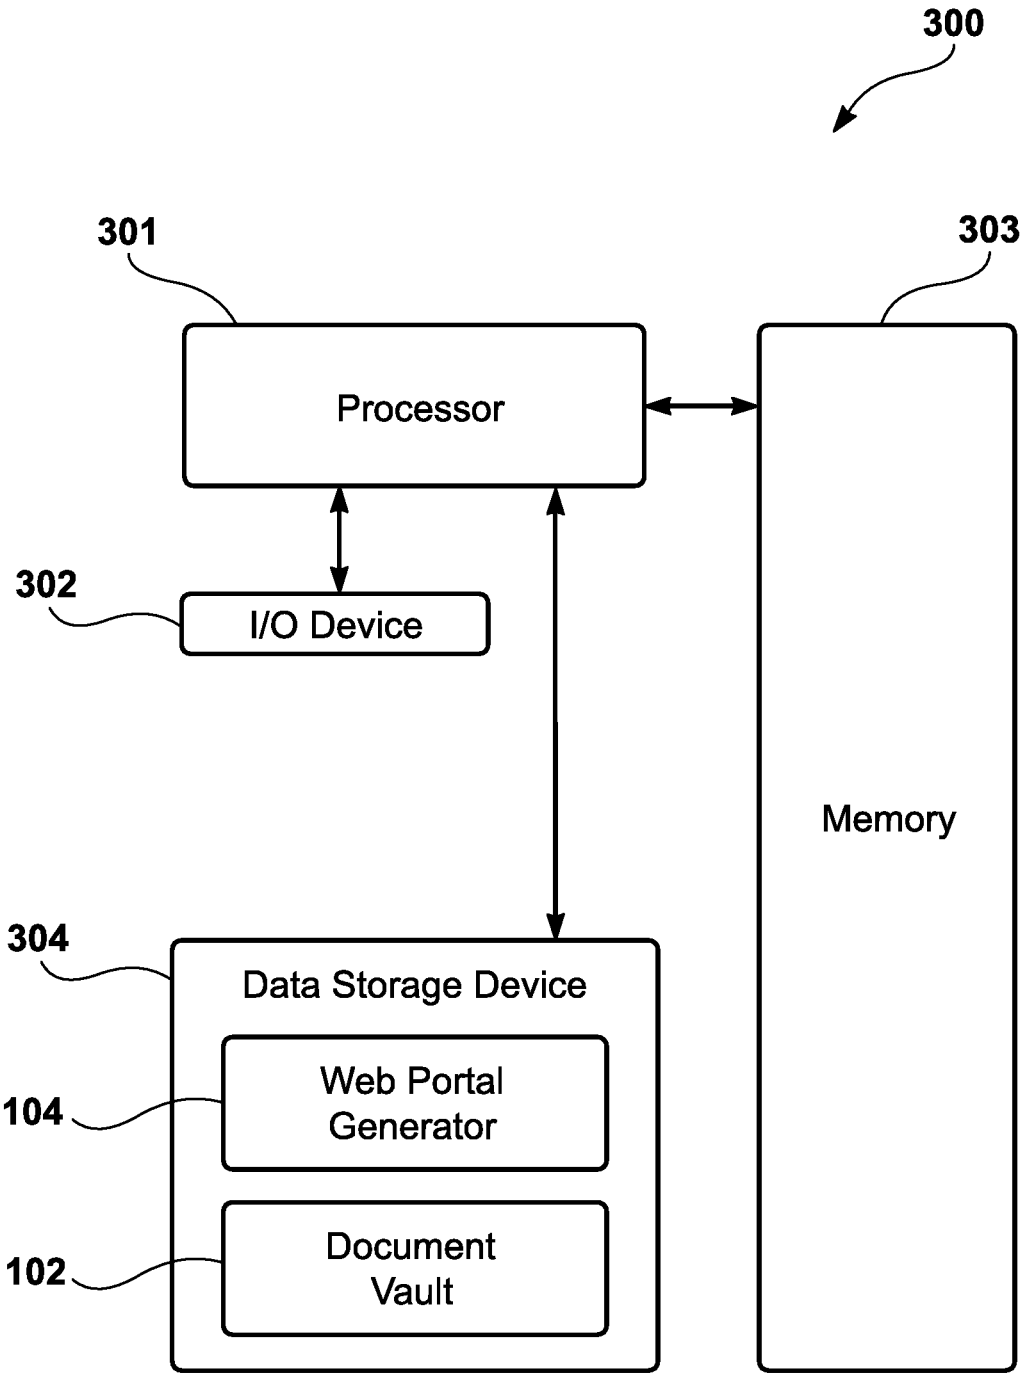 300
301
303
Processor
302
I/O Device
Memory
304
Data Storage Device
104
Web Portal
Generator
102
Document
Vault